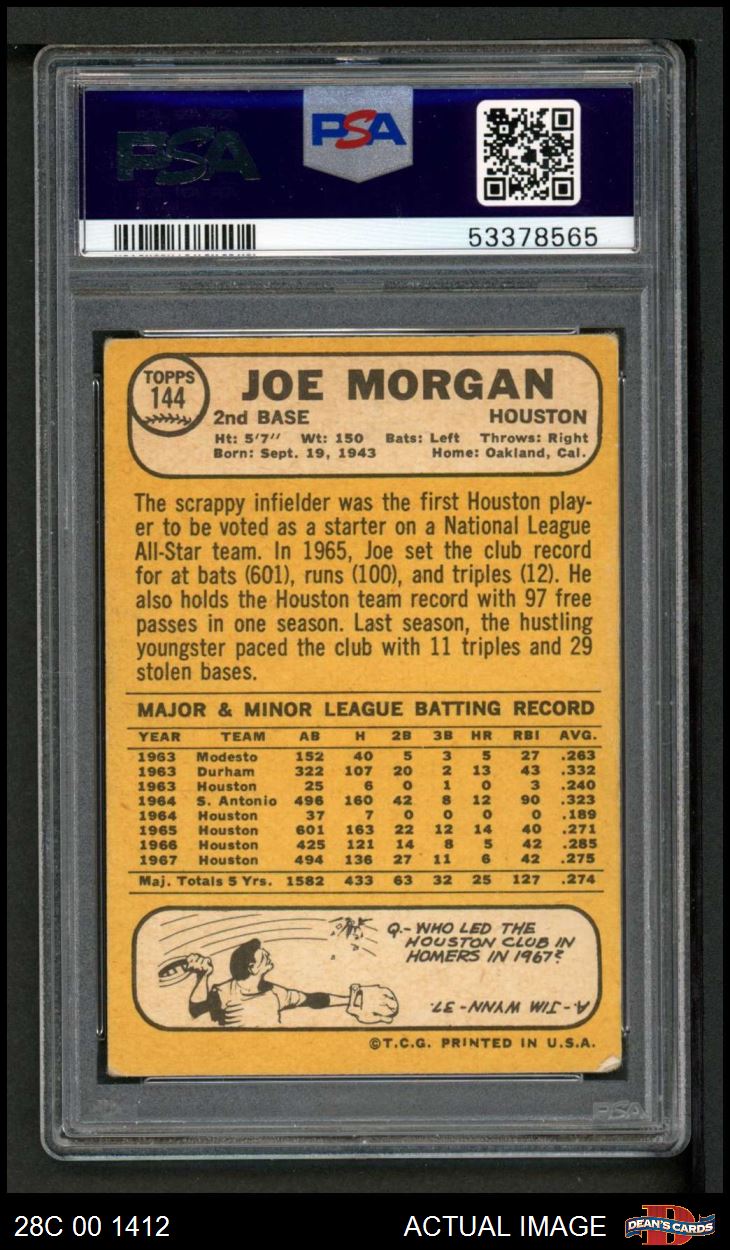 PSA
PSA
53378565
TOPPS
144
JOE MORGAN
2nd BASE HOUSTON
Ht: 5'7" Wt: 150 Bats: Left Throws: Right
Born: Sept. 19, 1943 Home: Oakland, Cal.
The scrappy infielder was the first Houston play-
er to be voted as a starter on a National League
All-Star team. In 1965, Joe set the club record
for at bats (601), runs (100), and triples (12). He
also holds the Houston team record with 97 free
passes in one season. Last season, the hustling
youngster paced the club with 11 triples and 29
stolen bases.
MAJOR & MINOR LEAGUE BATTING RECORD
YEAR TEAM AB H 2B 3B HR RBI AVG.
1963 Modesto 152 40 5 3 5 27 .263
1963 Durham 322 107 20 2 13 43 .332
1963 Houston 25 6 0 1 0 3 .240
1964 S. Antonio 496 160 42 8 12 90 .323
1964 Houston 37 7 0 0 0 0 .189
1965 Houston 601 163 22 12 14 40 .271
1966 Houston 425 121 14 8 5 42 .285
1967 Houston 494 136 27 11 6 42 .275
Maj. Totals 5 Yrs. 1582 433 63 32 25 127 .274
Q.- WHO LED THE
HOUSTON CLUB IN
HOMERS IN 1967?
A.- JIM WYNN - 37.
©T.C.G. PRINTED IN U.S.A.
PSA
28C 00 1412 ACTUAL IMAGE DEAN'S CARDS